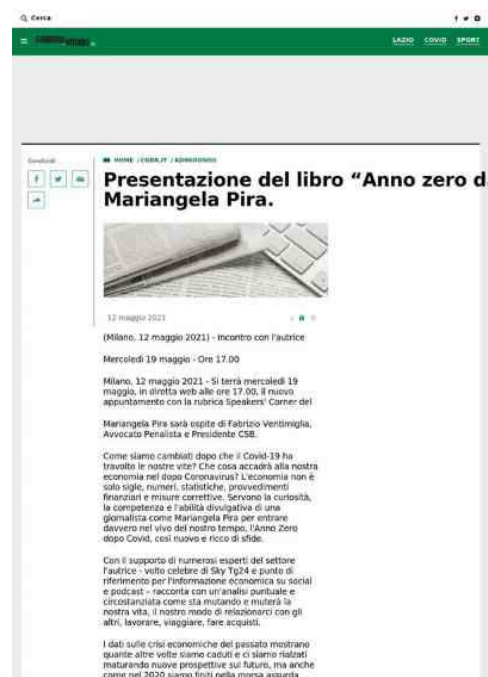 Cerca
LAZIO COVID SPORT
Condividi
HOME / CORR.IT / ADNKRONOS
Presentazione del libro “Anno zero d
Mariangela Pira.
12 maggio 2021
(Milano, 12 maggio 2021) - Incontro con l'autrice
Mercoledì 19 maggio - Ore 17.00
Milano, 12 maggio 2021 - Si terrà mercoledì 19
maggio, in diretta web alle ore 17.00, il nuovo
appuntamento con la rubrica Speakers' Corner del
Mariangela Pira sarà ospite di Fabrizio Ventimiglia,
Avvocato Penalista e Presidente CSB.
Come siamo cambiati dopo che il Covid-19 ha
travolto le nostre vite? Che cosa accadrà alla nostra
economia nel dopo Coronavirus? L'economia non è
solo sigle, numeri, statistiche, provvedimenti
finanziari e misure correttive. Servono la curiosità,
la competenza e l'abilità divulgativa di una
giornalista come Mariangela Pira per entrare
davvero nel vivo del nostro tempo, l'Anno Zero
dopo Covid, così nuovo e ricco di sfide.
Con il supporto di numerosi esperti del settore
l'autrice - volto celebre di Sky Tg24 e punto di
riferimento per l'informazione economica su social
e podcast – racconta con un'analisi puntuale e
circostanziata come sta mutando e muterà la
nostra vita, il nostro modo di relazionarci con gli
altri, lavorare, viaggiare, fare acquisti.
I dati sulle crisi economiche del passato mostrano
quante altre volte siamo caduti e ci siamo rialzati
maturando nuove prospettive sul futuro, ma anche
come nel 2020 siamo finiti nella morsa assurda